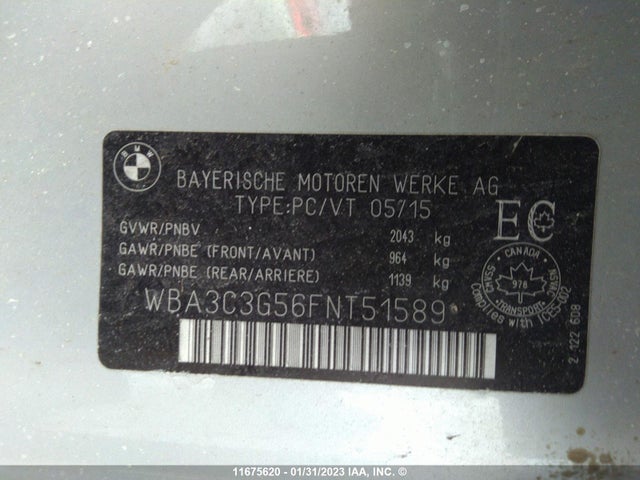 BMW
BAYERISCHE MOTOREN WERKE AG
TYPE:PC/VT 05/15
GVWR/PNBV 2043 kg
GAWR/PNBE (FRONT/AVANT) 964 kg
GAWR/PNBE (REAR/ARRIERE) 1139 kg
WBA3C3G56FNT51589
EC
CANADA
978
TRANSPORT
Complies with ICES-002
2 122 608
11675620 - 01/31/2023 IAA, INC. ©